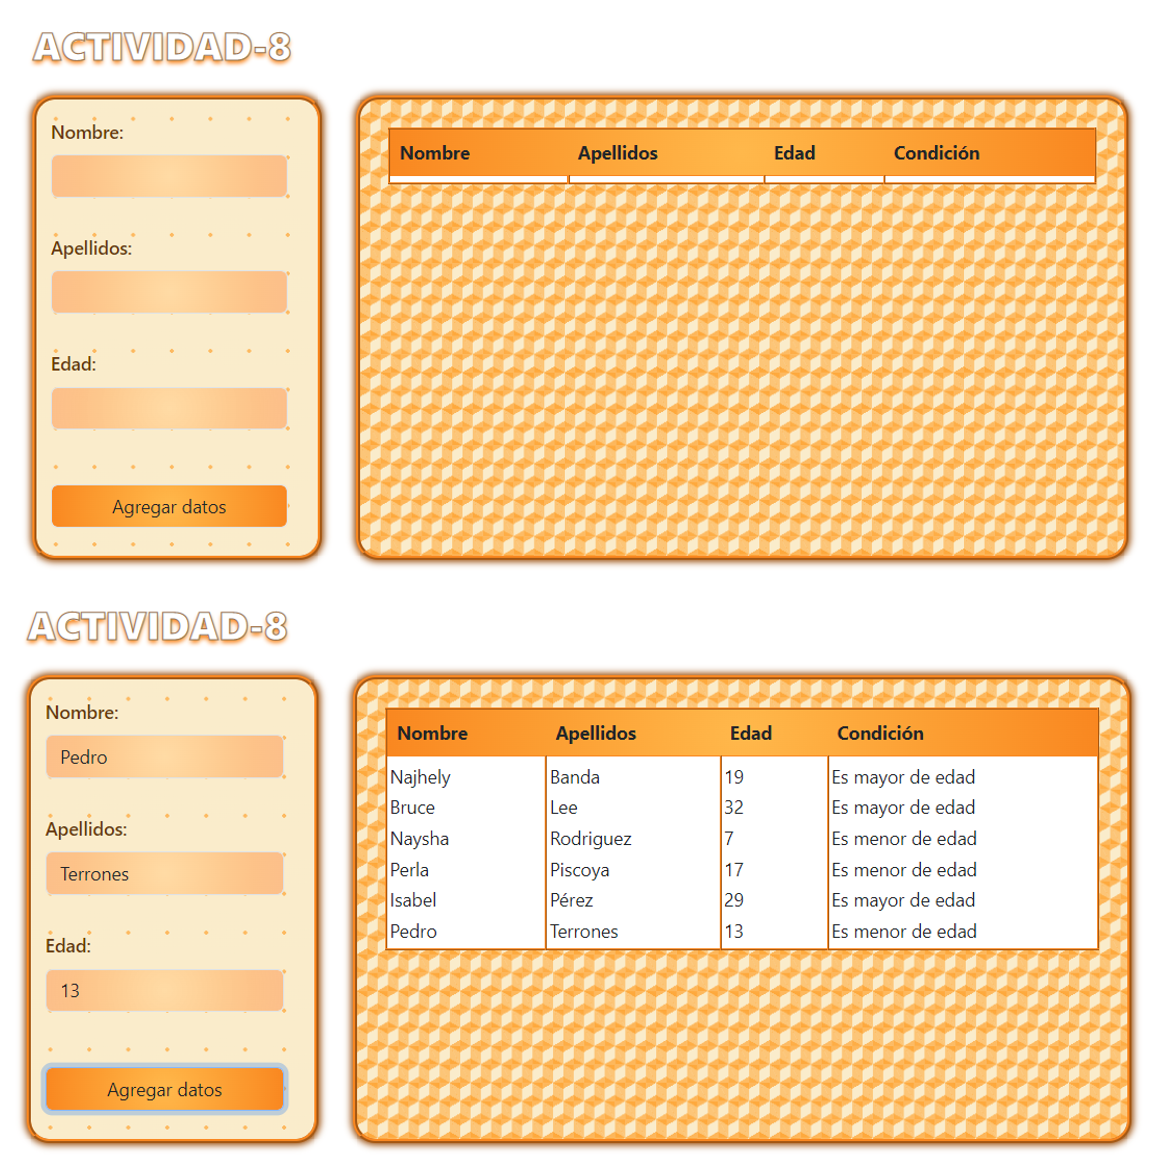 ACTIVIDAD-8
Nombre:
Apellidos:
Edad:
Agregar datos
Nombre Apellidos Edad Condición
ACTIVIDAD-8
Nombre:
Pedro
Apellidos:
Terrones
Edad:
13
Agregar datos
Nombre Apellidos Edad Condición
Najhely Banda 19 Es mayor de edad
Bruce Lee 32 Es mayor de edad
Naysha Rodriguez 7 Es menor de edad
Perla Piscoya 17 Es menor de edad
Isabel Pérez 29 Es mayor de edad
Pedro Terrones 13 Es menor de edad